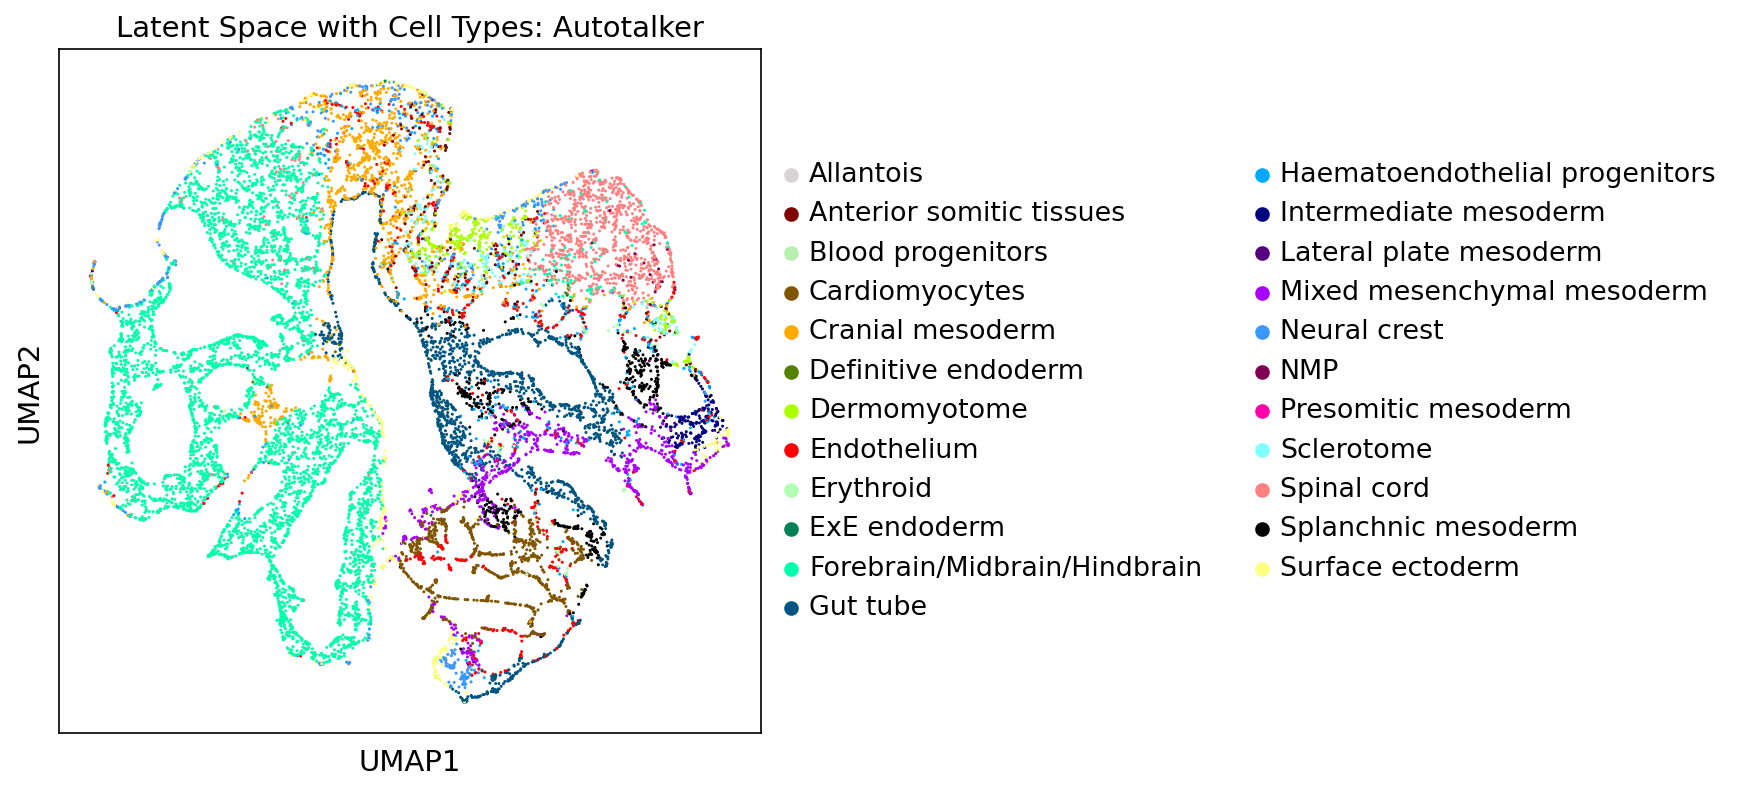 Latent Space with Cell Types: Autotalker
UMAP2
UMAP1
Allantois
Anterior somitic tissues
Blood progenitors
Cardiomyocytes
Cranial mesoderm
Definitive endoderm
Dermomyotome
Endothelium
Erythroid
ExE endoderm
Forebrain/Midbrain/Hindbrain
Gut tube
Haematoendothelial progenitors
Intermediate mesoderm
Lateral plate mesoderm
Mixed mesenchymal mesoderm
Neural crest
NMP
Presomitic mesoderm
Sclerotome
Spinal cord
Splanchnic mesoderm
Surface ectoderm